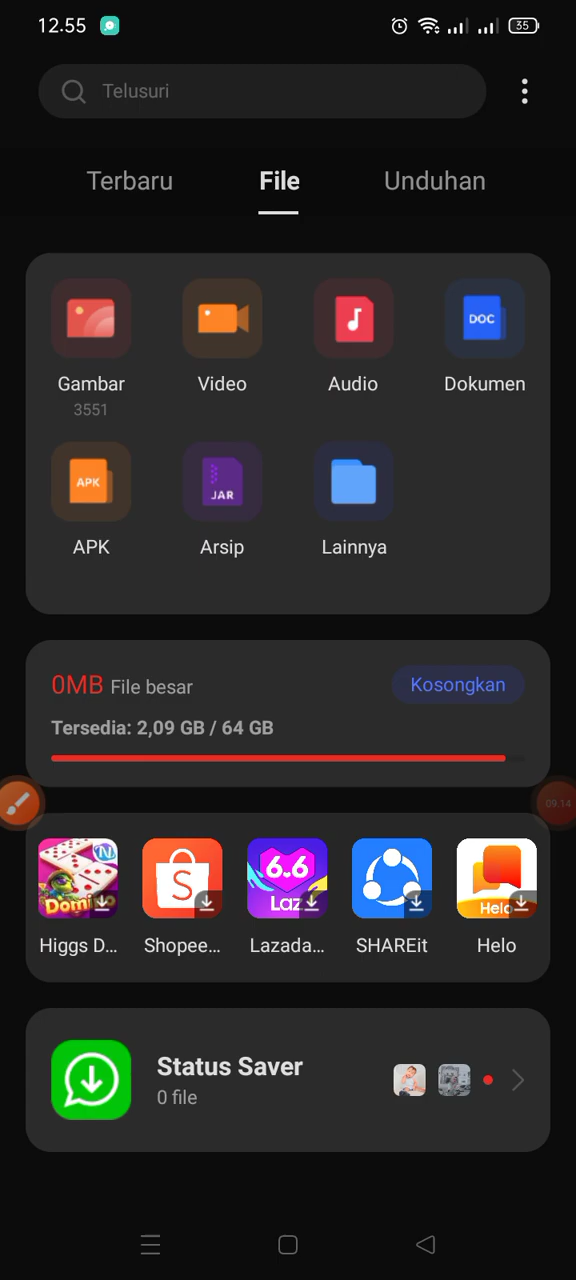 12.55
35
Telusuri
Terbaru File Unduhan
DOC
Gambar Video Audio Dokumen
3551
APK JAR
APK Arsip Lainnya
0MB File besar Kosongkan
Tersedia: 2,09 GB / 64 GB
09.14
N
Domino 6.6 Laz Helo
Higgs D... Shopee... Lazada... SHAREit Helo
Status Saver
0 file